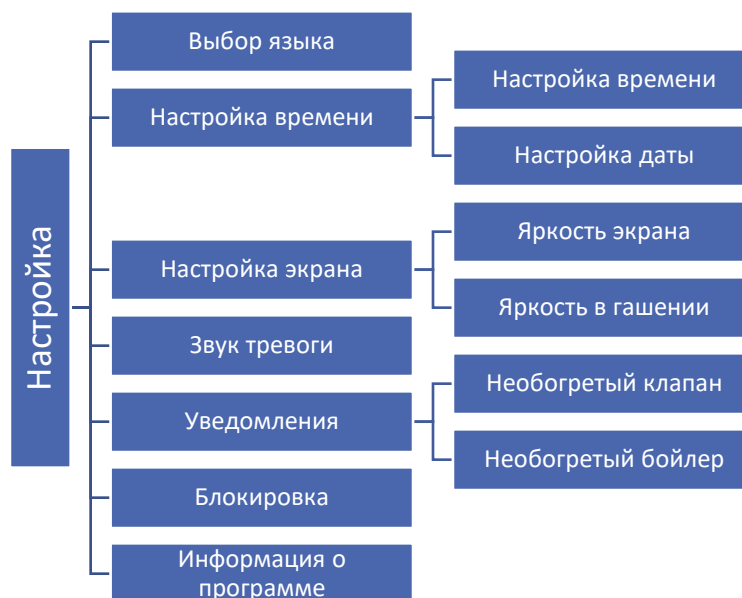 Настройка
Выбор языка
Настройка времени
Настройка времени
Настройка даты
Настройка экрана
Яркость экрана
Яркость в гашении
Звук тревоги
Уведомления
Необогретый клапан
Необогретый бойлер
Блокировка
Информация о
программе